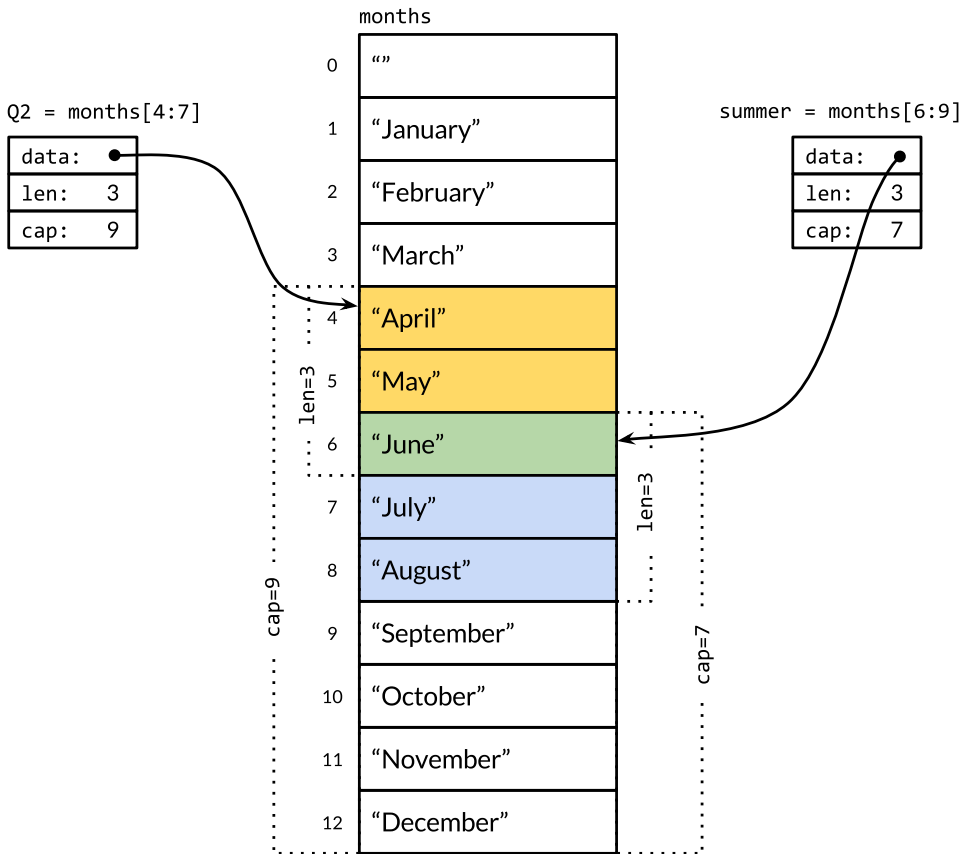 months
Q2 = months[4:7]
data:
len: 3
cap: 9
summer = months[6:9]
data:
len: 3
cap: 7
0 “”
1 “January”
2 “February”
3 “March”
4 “April”
5 “May”
6 “June”
7 “July”
8 “August”
9 “September”
10 “October”
11 “November”
12 “December”
len=3
cap=9
len=3
cap=7